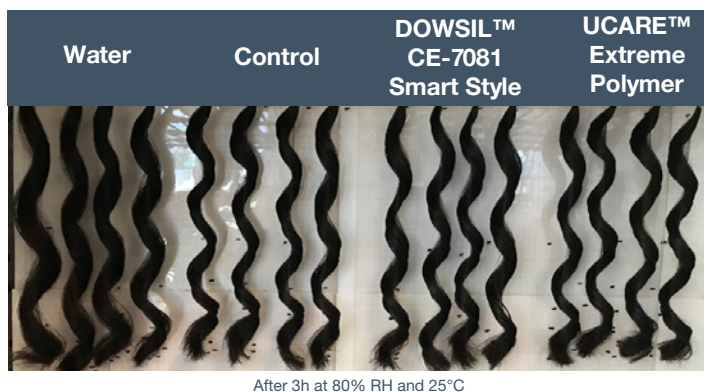 Water
Control
DOWSIL™
CE-7081
Smart Style
UCARE™
Extreme
Polymer
After 3h at 80% RH and 25°C